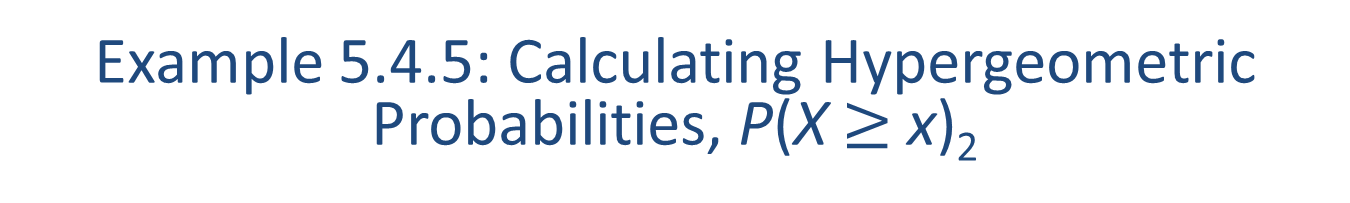 Example 5.4.5: Calculating Hypergeometric
Probabilities, P(X ≥ x)₂